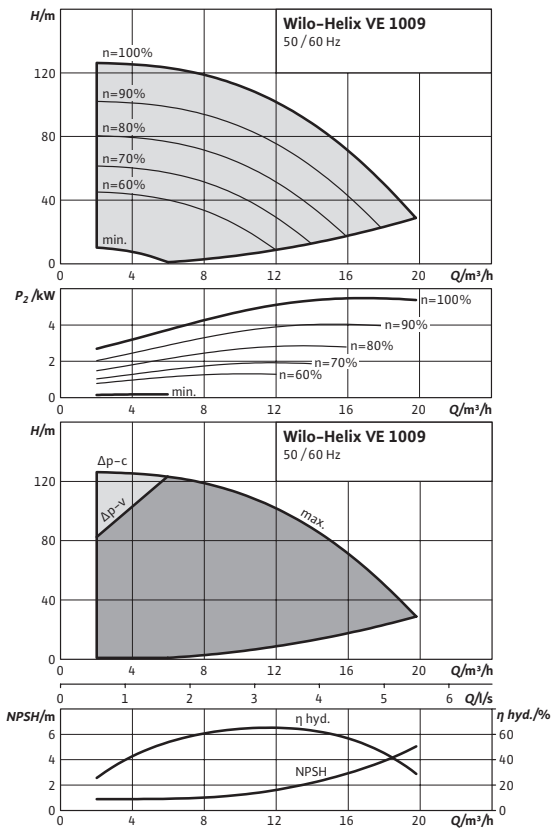 H/m
Wilo-Helix VE 1009
50 / 60 Hz
n=100%
120
n=90%
80
n=80%
n=70%
n=60%
40
min.
0
0 4 8 12 16 20 Q/m³/h
P₂ /kW
n=100%
4
n=90%
n=80%
2
n=70%
n=60%
min.
0
0 4 8 12 16 20 Q/m³/h
H/m
Wilo-Helix VE 1009
50 / 60 Hz
Δp-c
120
Δp-v
max.
80
40
0
0 4 8 12 16 20 Q/m³/h
0 1 2 3 4 5 6 Q/l/s
NPSH/m
η hyd.
η hyd./%
6 60
4 40
NPSH
2 20
0 0
0 4 8 12 16 20 Q/m³/h